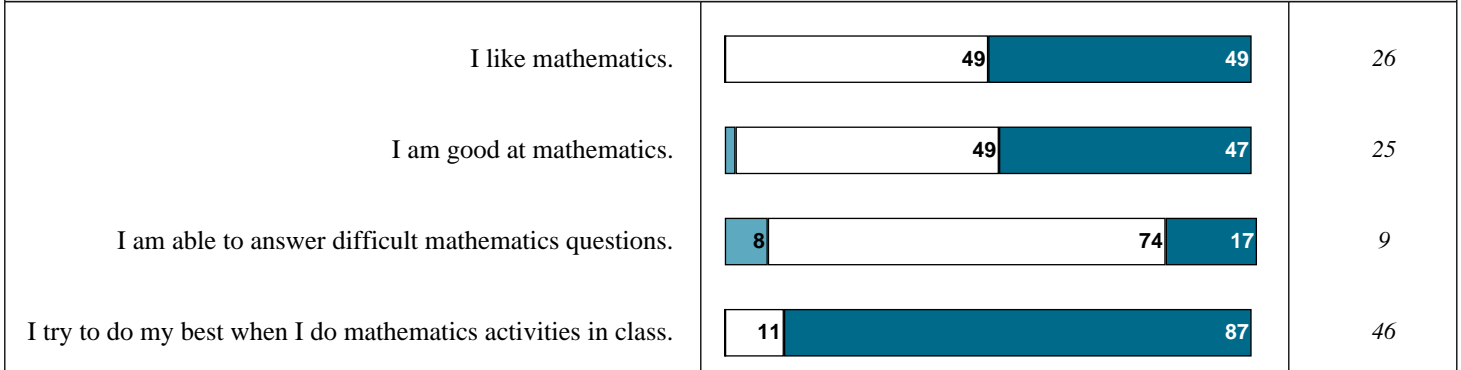 I like mathematics. 49 49 26
I am good at mathematics. 49 47 25
I am able to answer difficult mathematics questions. 8 74 17 9
I try to do my best when I do mathematics activities in class. 11 87 46